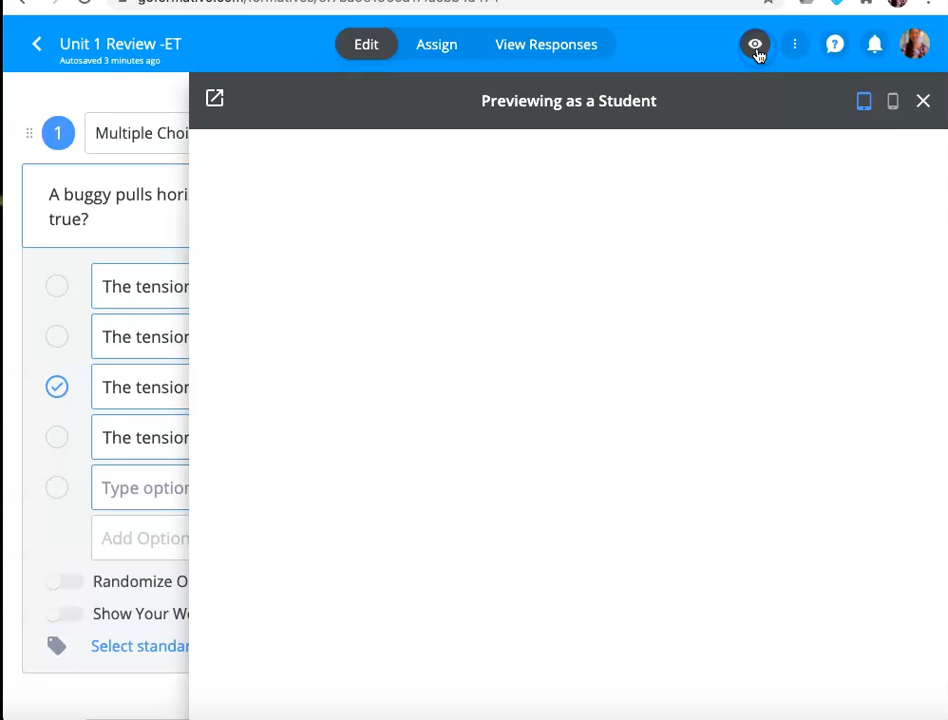 Unit 1 Review -ET
Autosaved 3 minutes ago
Edit
Assign
View Responses
Previewing as a Student
1
Multiple Choi
A buggy pulls hori
true?
The tension
The tension
The tension
The tension
Type option
Add Option
Randomize O
Show Your Wo
Select standar